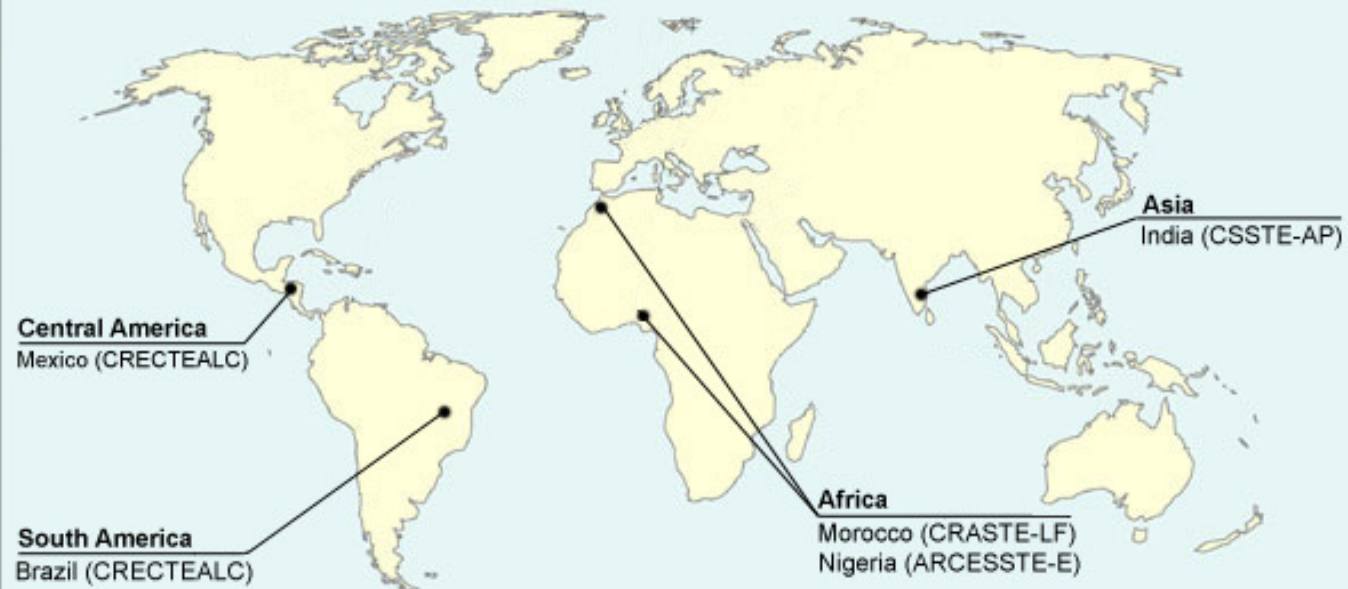 Asia
India (CSSTE-AP)
Central America
Mexico (CRECTEALC)
South America
Brazil (CRECTEALC)
Africa
Morocco (CRASTE-LF)
Nigeria (ARCESSTE-E)